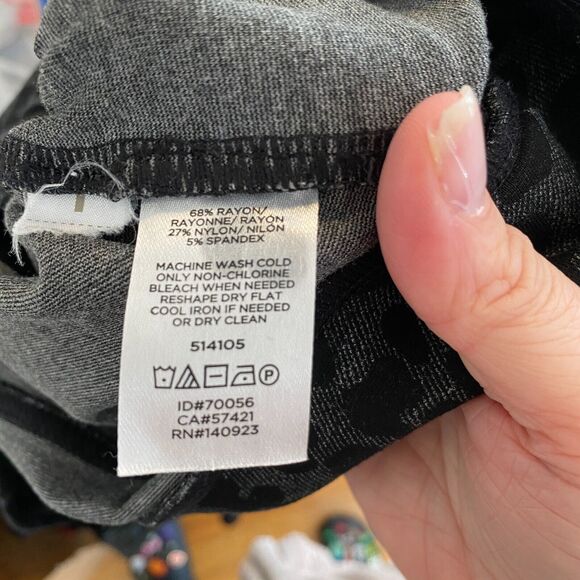 68% RAYON/
RAYONNE/ RAYON
27% NYLON/ NILÓN
5% SPANDEX
MACHINE WASH COLD
ONLY NON-CHLORINE
BLEACH WHEN NEEDED
RESHAPE DRY FLAT
COOL IRON IF NEEDED
OR DRY CLEAN
514105
P
ID#70056
CA#57421
RN#140923